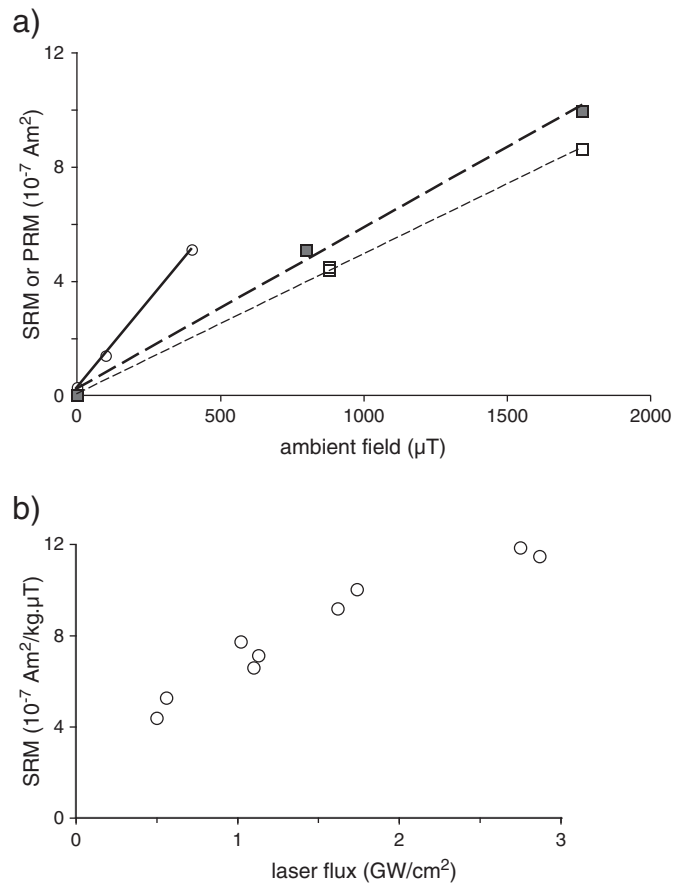 a)
12
8
4
0
SRM or PRM (10⁻⁷ Am²)
0 500 1000 1500 2000
ambient field (µT)
b)
12
8
4
0
SRM (10⁻⁷ Am²/kg.µT)
0 1 2 3
laser flux (GW/cm²)